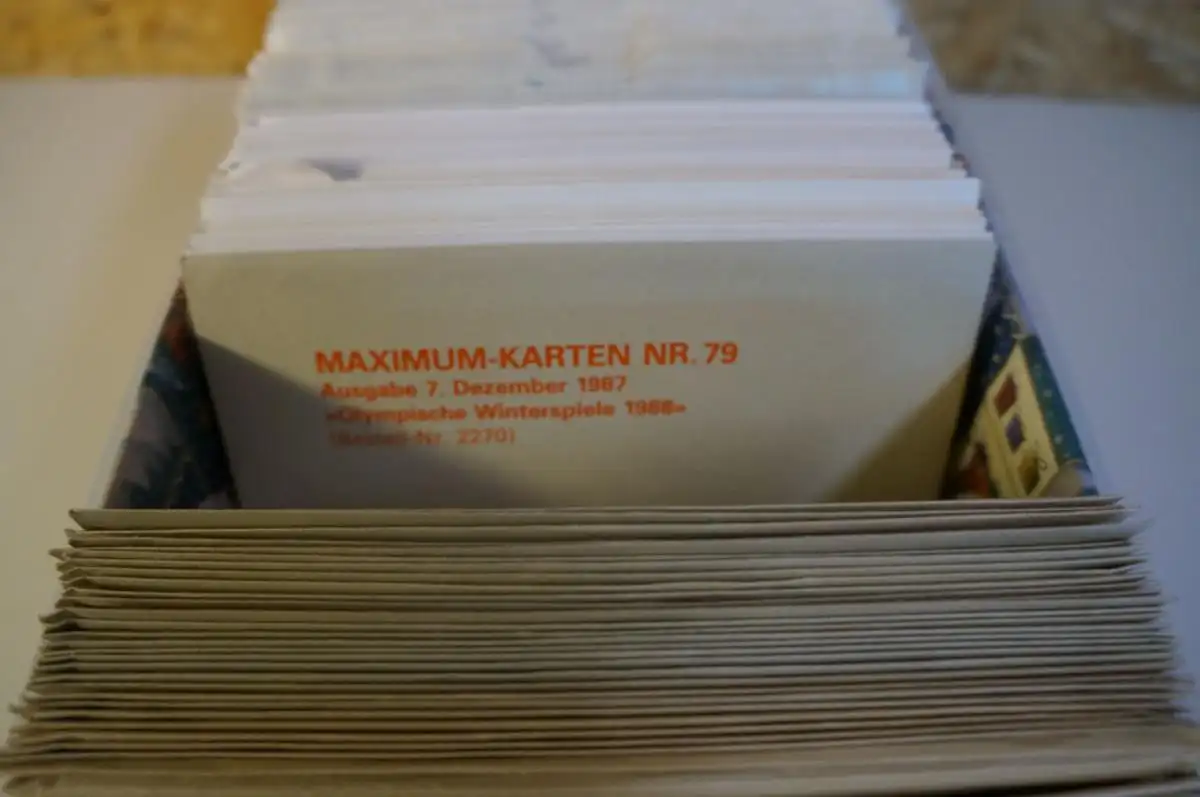 MAXIMUM-KARTEN NR. 79
Ausgabe 7. Dezember 1987
«Olympische Winterspiele 1988»
(Bestell-Nr. 2270)